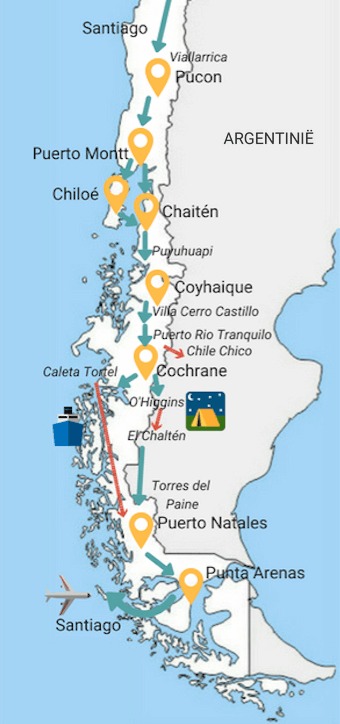 Santiago
Viallarrica
Pucon
ARGENTINIË
Puerto Montt
Chiloé
Chaitén
Puyuhuapi
Coyhaique
Villa Cerro Castillo
Puerto Rio Tranquilo
Chile Chico
Cochrane
Caleta Tortel
O'Higgins
El Chaltén
Torres del
Paine
Puerto Natales
Punta Arenas
Santiago